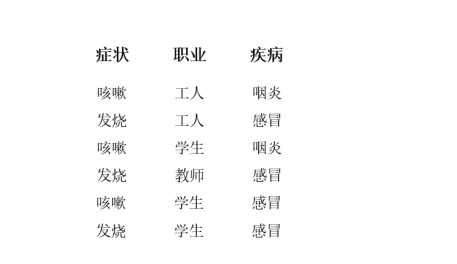 症状 职业 疾病
咳嗽 工人 咽炎
发烧 工人 感冒
咳嗽 学生 咽炎
发烧 教师 感冒
咳嗽 学生 感冒
发烧 学生 感冒